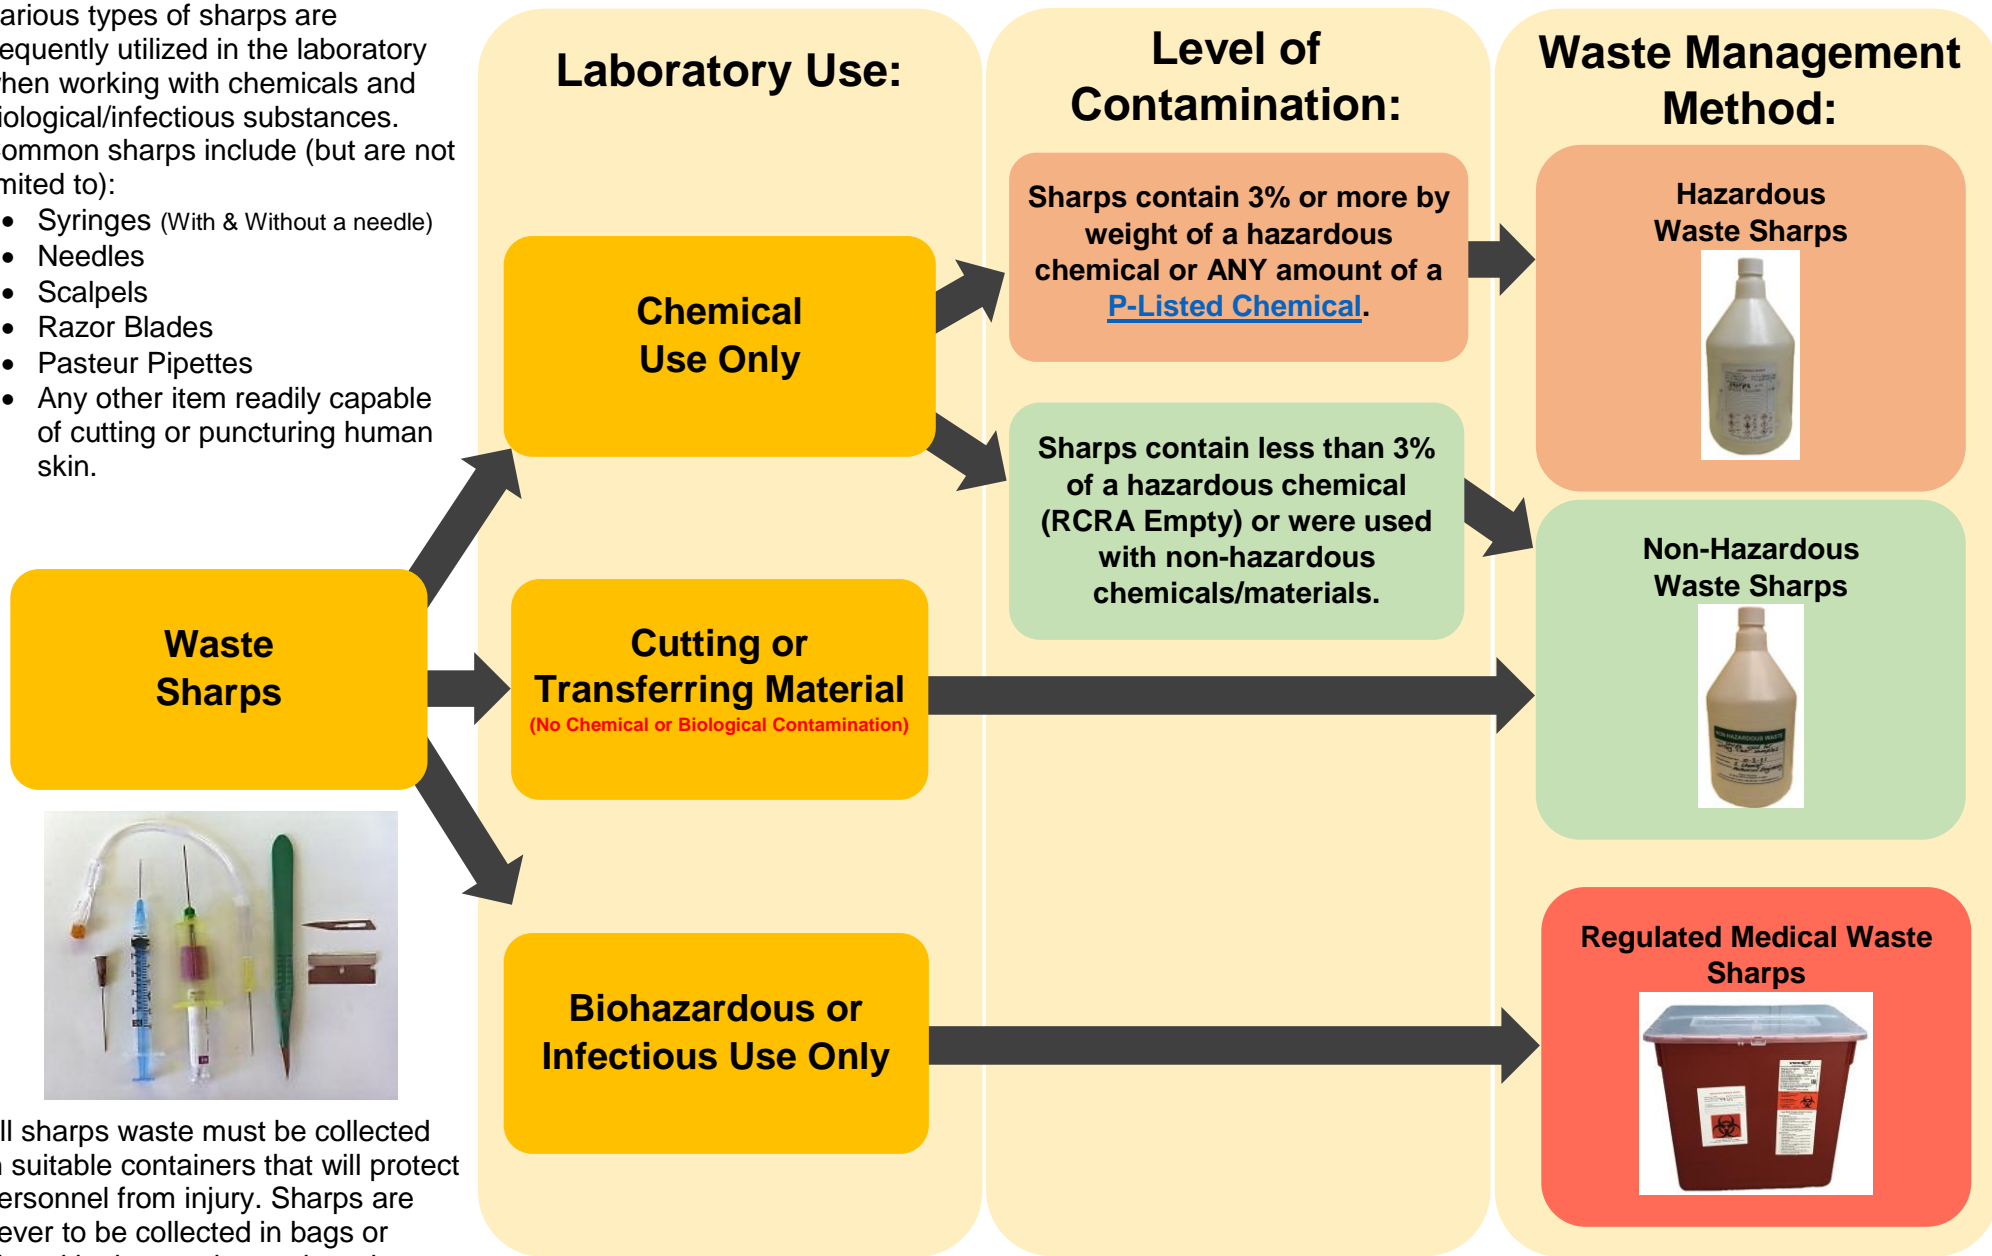 arious types of sharps are
equently utilized in the laboratory
hen working with chemicals and
iological/infectious substances.
ommon sharps include (but are not
mited to):
• Syringes (With & Without a needle)
• Needles
• Scalpels
• Razor Blades
• Pasteur Pipettes
• Any other item readily capable
of cutting or puncturing human
skin.
Waste
Sharps
ll sharps waste must be collected
suitable containers that will protect
ersonnel from injury. Sharps are
ever to be collected in bags or
Laboratory Use:
Chemical
Use Only
Cutting or
Transferring Material
(No Chemical or Biological Contamination)
Biohazardous or
Infectious Use Only
Level of
Contamination:
Sharps contain 3% or more by
weight of a hazardous
chemical or ANY amount of a
P-Listed Chemical.
Sharps contain less than 3%
of a hazardous chemical
(RCRA Empty) or were used
with non-hazardous
chemicals/materials.
Waste Management
Method:
Hazardous
Waste Sharps
Non-Hazardous
Waste Sharps
NON-HAZARDOUS WASTE
Regulated Medical Waste
Sharps